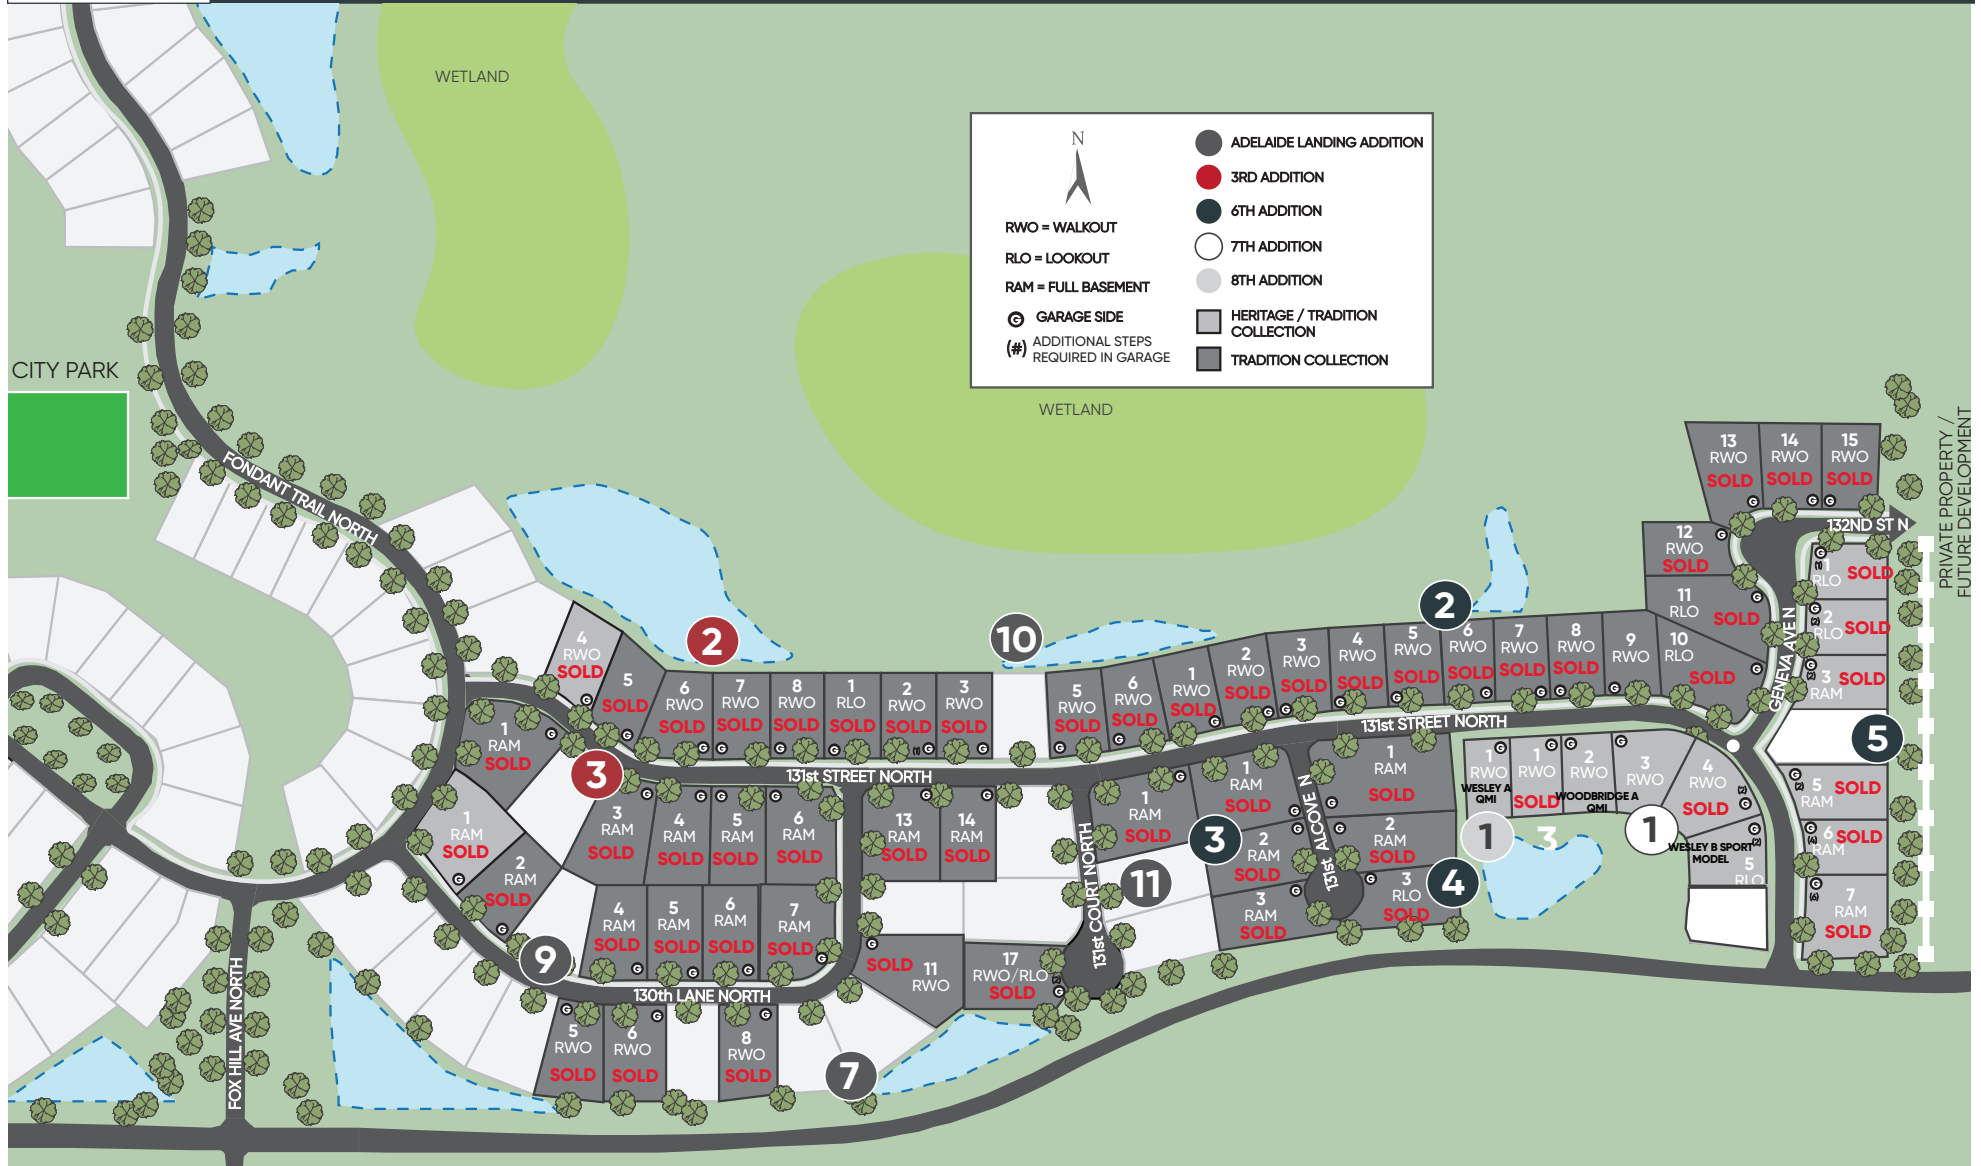 WETLAND
N
RWO = WALKOUT
RLO = LOOKOUT
RAM = FULL BASEMENT
G GARAGE SIDE
(#) ADDITIONAL STEPS
REQUIRED IN GARAGE
ADELAIDE LANDING ADDITION
3RD ADDITION
6TH ADDITION
7TH ADDITION
8TH ADDITION
HERITAGE / TRADITION
COLLECTION
TRADITION COLLECTION
CITY PARK
WETLAND
PRIVATE PROPERTY /
FUTURE DEVELOPMENT
FONDANT TRAIL NORTH
13
RWO
SOLD
14
RWO
SOLD
15
RWO
SOLD
132ND ST N
12
RWO
SOLD
11
RLO
SOLD
10
RLO
SOLD
GENEVA AVE N
1
RLO
SOLD
2
RLO
SOLD
3
RAM
SOLD
5
5
RAM
SOLD
6
RAM
SOLD
7
RAM
SOLD
4
RWO
SOLD
5
SOLD
2
6
RWO
SOLD
7
RWO
SOLD
8
RWO
SOLD
1
RLO
SOLD
2
RWO
SOLD
(1)
3
RWO
SOLD
10
5
RWO
SOLD
6
RWO
SOLD
1
RWO
SOLD
2
RWO
SOLD
3
RWO
SOLD
4
RWO
SOLD
5
RWO
SOLD
2
6
RWO
SOLD
7
RWO
SOLD
8
RWO
SOLD
9
RWO
131st STREET NORTH
131st STREET NORTH
1
RAM
SOLD
3
1
RAM
SOLD
2
RAM
SOLD
3
RAM
SOLD
4
RAM
SOLD
5
RAM
SOLD
6
RAM
SOLD
13
RAM
SOLD
14
RAM
SOLD
4
RAM
SOLD
5
RAM
SOLD
6
RAM
SOLD
7
RAM
SOLD
9
130th LANE NORTH
5
RWO
SOLD
6
RWO
SOLD
8
RWO
SOLD
7
SOLD
11
RWO
17
RWO/RLO
SOLD
131st COURT NORTH
11
1
RAM
SOLD
3
1
RAM
SOLD
2
RAM
SOLD
3
RAM
SOLD
131st ALCOVE N
1
RAM
SOLD
2
RAM
SOLD
3
RLO
SOLD
4
1
RWO
WESLEY A
QMI
1
RWO
SOLD
2
RWO
WOODBRIDGE A
QMI
3
RWO
4
RWO
SOLD
1
3
1
WESLEY B SPORT
MODEL
5
RLO
FOX HILL AVE NORTH